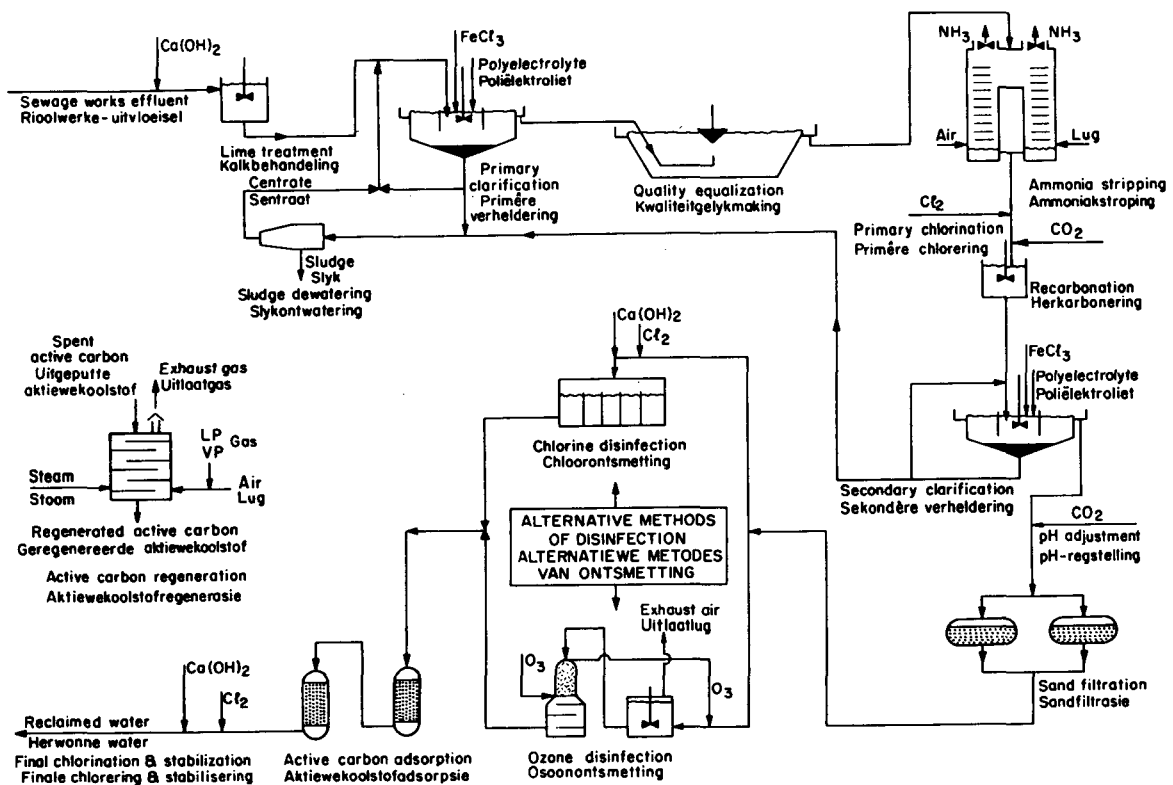 Ca(OH)2
Sewage works effluent
Rioolwerke-uitvloeisel
Lime treatment
Kalkbehandeling
Centrate
Sentraat
FeCl3
Polyelectrolyte
Poliëlektroliet
Primary
clarification
Primêre
verheldering
Sludge
Slyk
Sludge dewatering
Slykontwatering
Quality equalization
Kwaliteitgelykmaking
NH3
NH3
Air
Lug
Ammonia stripping
Ammoniakstroping
Cl2
Primary chlorination
Primêre chlorering
CO2
Recarbonation
Herkarbonering
FeCl3
Polyelectrolyte
Poliëlektroliet
Secondary clarification
Sekondêre verheldering
CO2
pH adjustment
pH-regstelling
Sand filtration
Sandfiltrasie
Ca(OH)2
Cl2
Chlorine disinfection
Chloorontsmetting
ALTERNATIVE METHODS
OF DISINFECTION
ALTERNATIEWE METODES
VAN ONTSMETTING
Exhaust air
Uitlaatlug
O3
O3
Ozone disinfection
Osoonontsmetting
Spent
active carbon
Uitgeputte
aktiewekoolstof
Exhaust gas
Uitlaatgas
LP
VP
Gas
Steam
Stoom
Air
Lug
Regenerated active carbon
Geregenereerde aktiewekoolstof
Active carbon regeneration
Aktiewekoolstofregenerasie
Active carbon adsorption
Aktiewekoolstofadsorpsie
Ca(OH)2
Cl2
Reclaimed water
Herwonne water
Final chlorination & stabilization
Finale chlorering & stabilisering